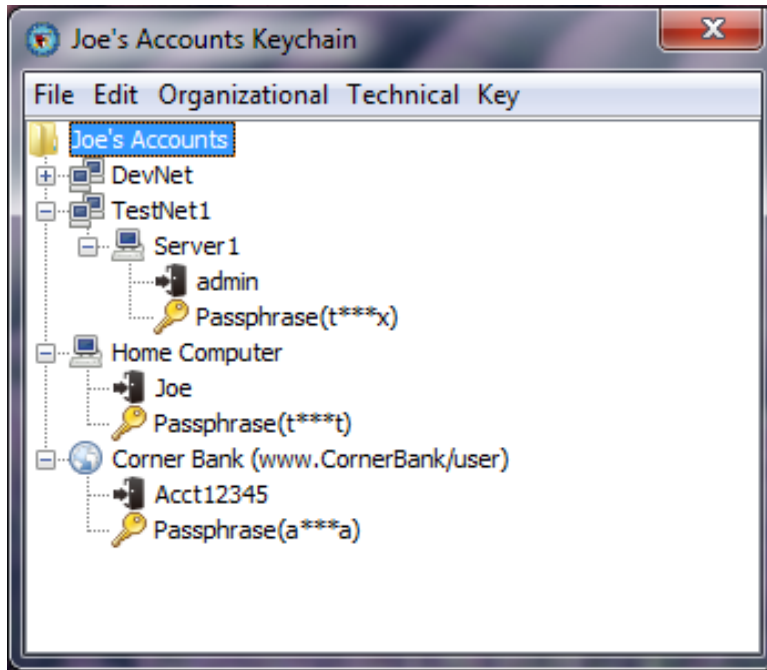 Joe's Accounts Keychain
File Edit Organizational Technical Key
Joe's Accounts
DevNet
TestNet1
Server1
admin
Passphrase(t***x)
Home Computer
Joe
Passphrase(t***t)
Corner Bank (www.CornerBank/user)
Acct12345
Passphrase(a***a)